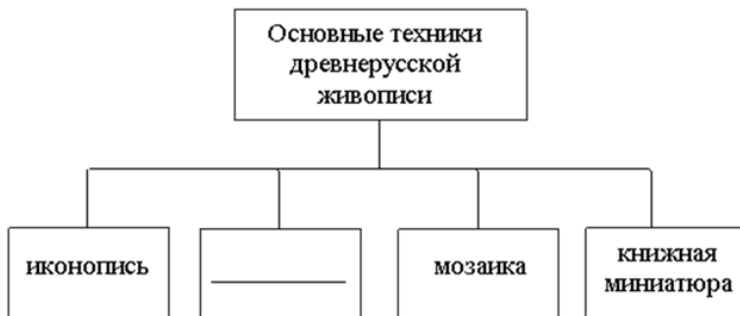 Основные техники
древнерусской
живописи
иконопись
мозаика
книжная
миниатюра